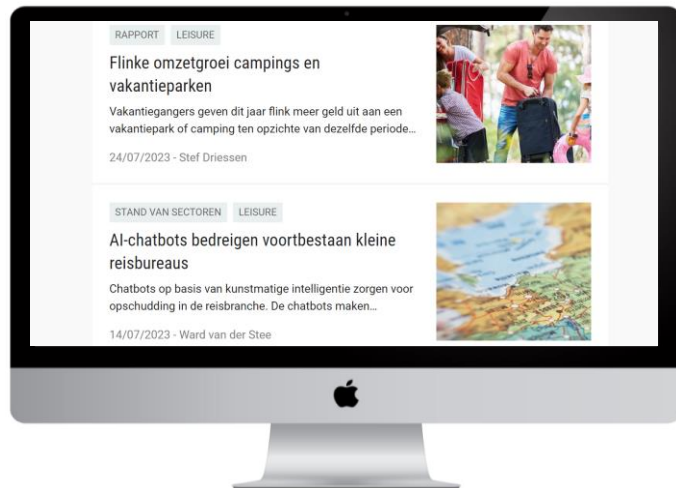 RAPPORT LEISURE
Flinke omzetgroei campings en
vakantieparken
Vakantiegangers geven dit jaar flink meer geld uit aan een
vakantiepark of camping ten opzichte van dezelfde periode...
24/07/2023 - Stef Driessen
STAND VAN SECTOREN LEISURE
AI-chatbots bedreigen voortbestaan kleine
reisbureaus
Chatbots op basis van kunstmatige intelligentie zorgen voor
opschudding in de reisbranche. De chatbots maken...
14/07/2023 - Ward van der Stee